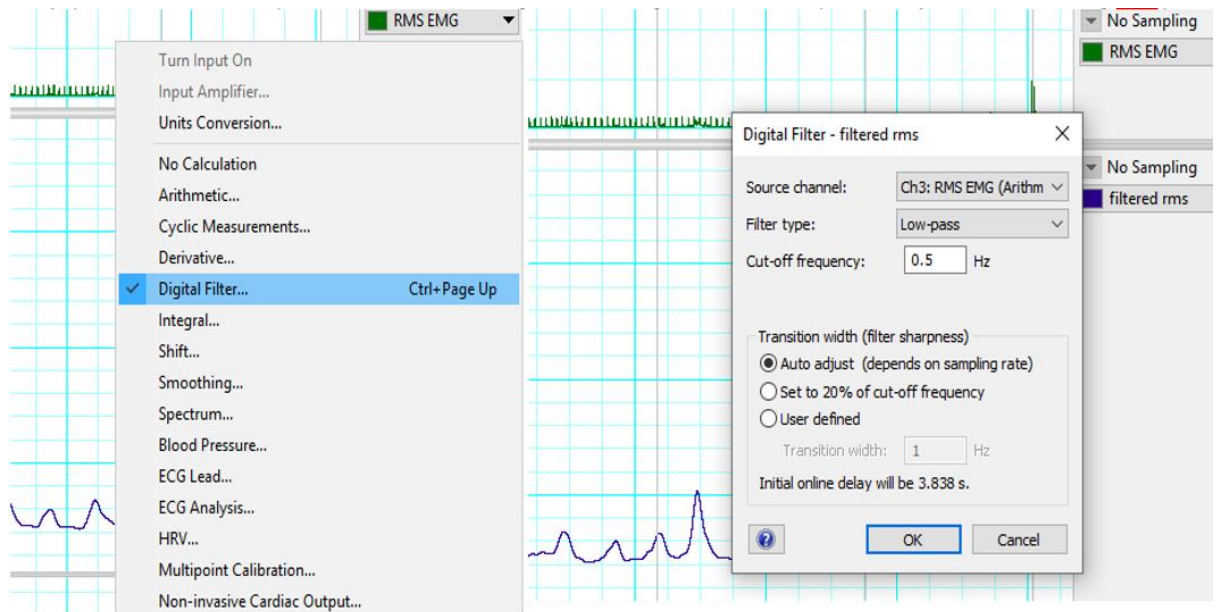 RMS EMG
Turn Input On
Input Amplifier...
Units Conversion...
No Calculation
Arithmetic...
Cyclic Measurements...
Derivative...
Digital Filter... Ctrl+Page Up
Integral...
Shift...
Smoothing...
Spectrum...
Blood Pressure...
ECG Lead...
ECG Analysis...
HRV...
Multipoint Calibration...
Non-invasive Cardiac Output...
No Sampling
RMS EMG
Digital Filter - filtered rms
Source channel: Ch3: RMS EMG (Arithm
Filter type: Low-pass
Cut-off frequency: 0.5 Hz
Transition width (filter sharpness)
Auto adjust (depends on sampling rate)
Set to 20% of cut-off frequency
User defined
Transition width: 1 Hz
Initial online delay will be 3.838 s.
OK Cancel
No Sampling
filtered rms